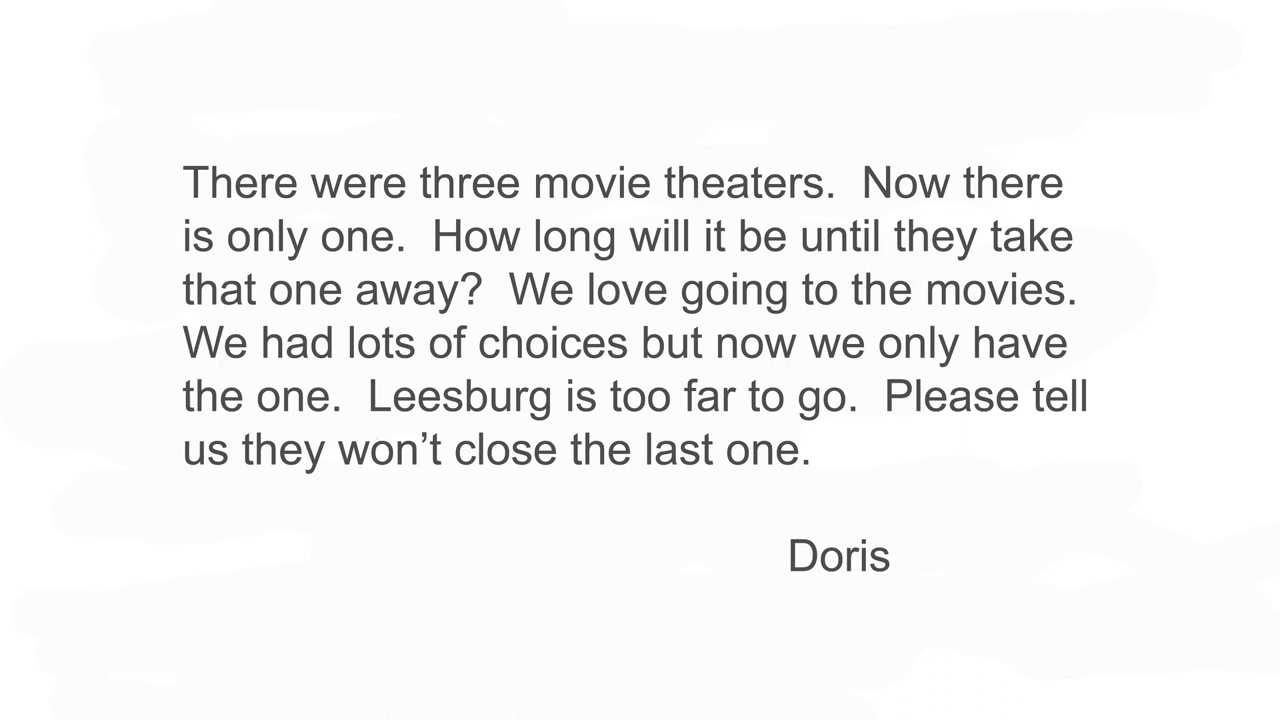 There were three movie theaters.  Now there
is only one.  How long will it be until they take
that one away?  We love going to the movies.
We had lots of choices but now we only have
the one.  Leesburg is too far to go.  Please tell
us they won’t close the last one.
Doris